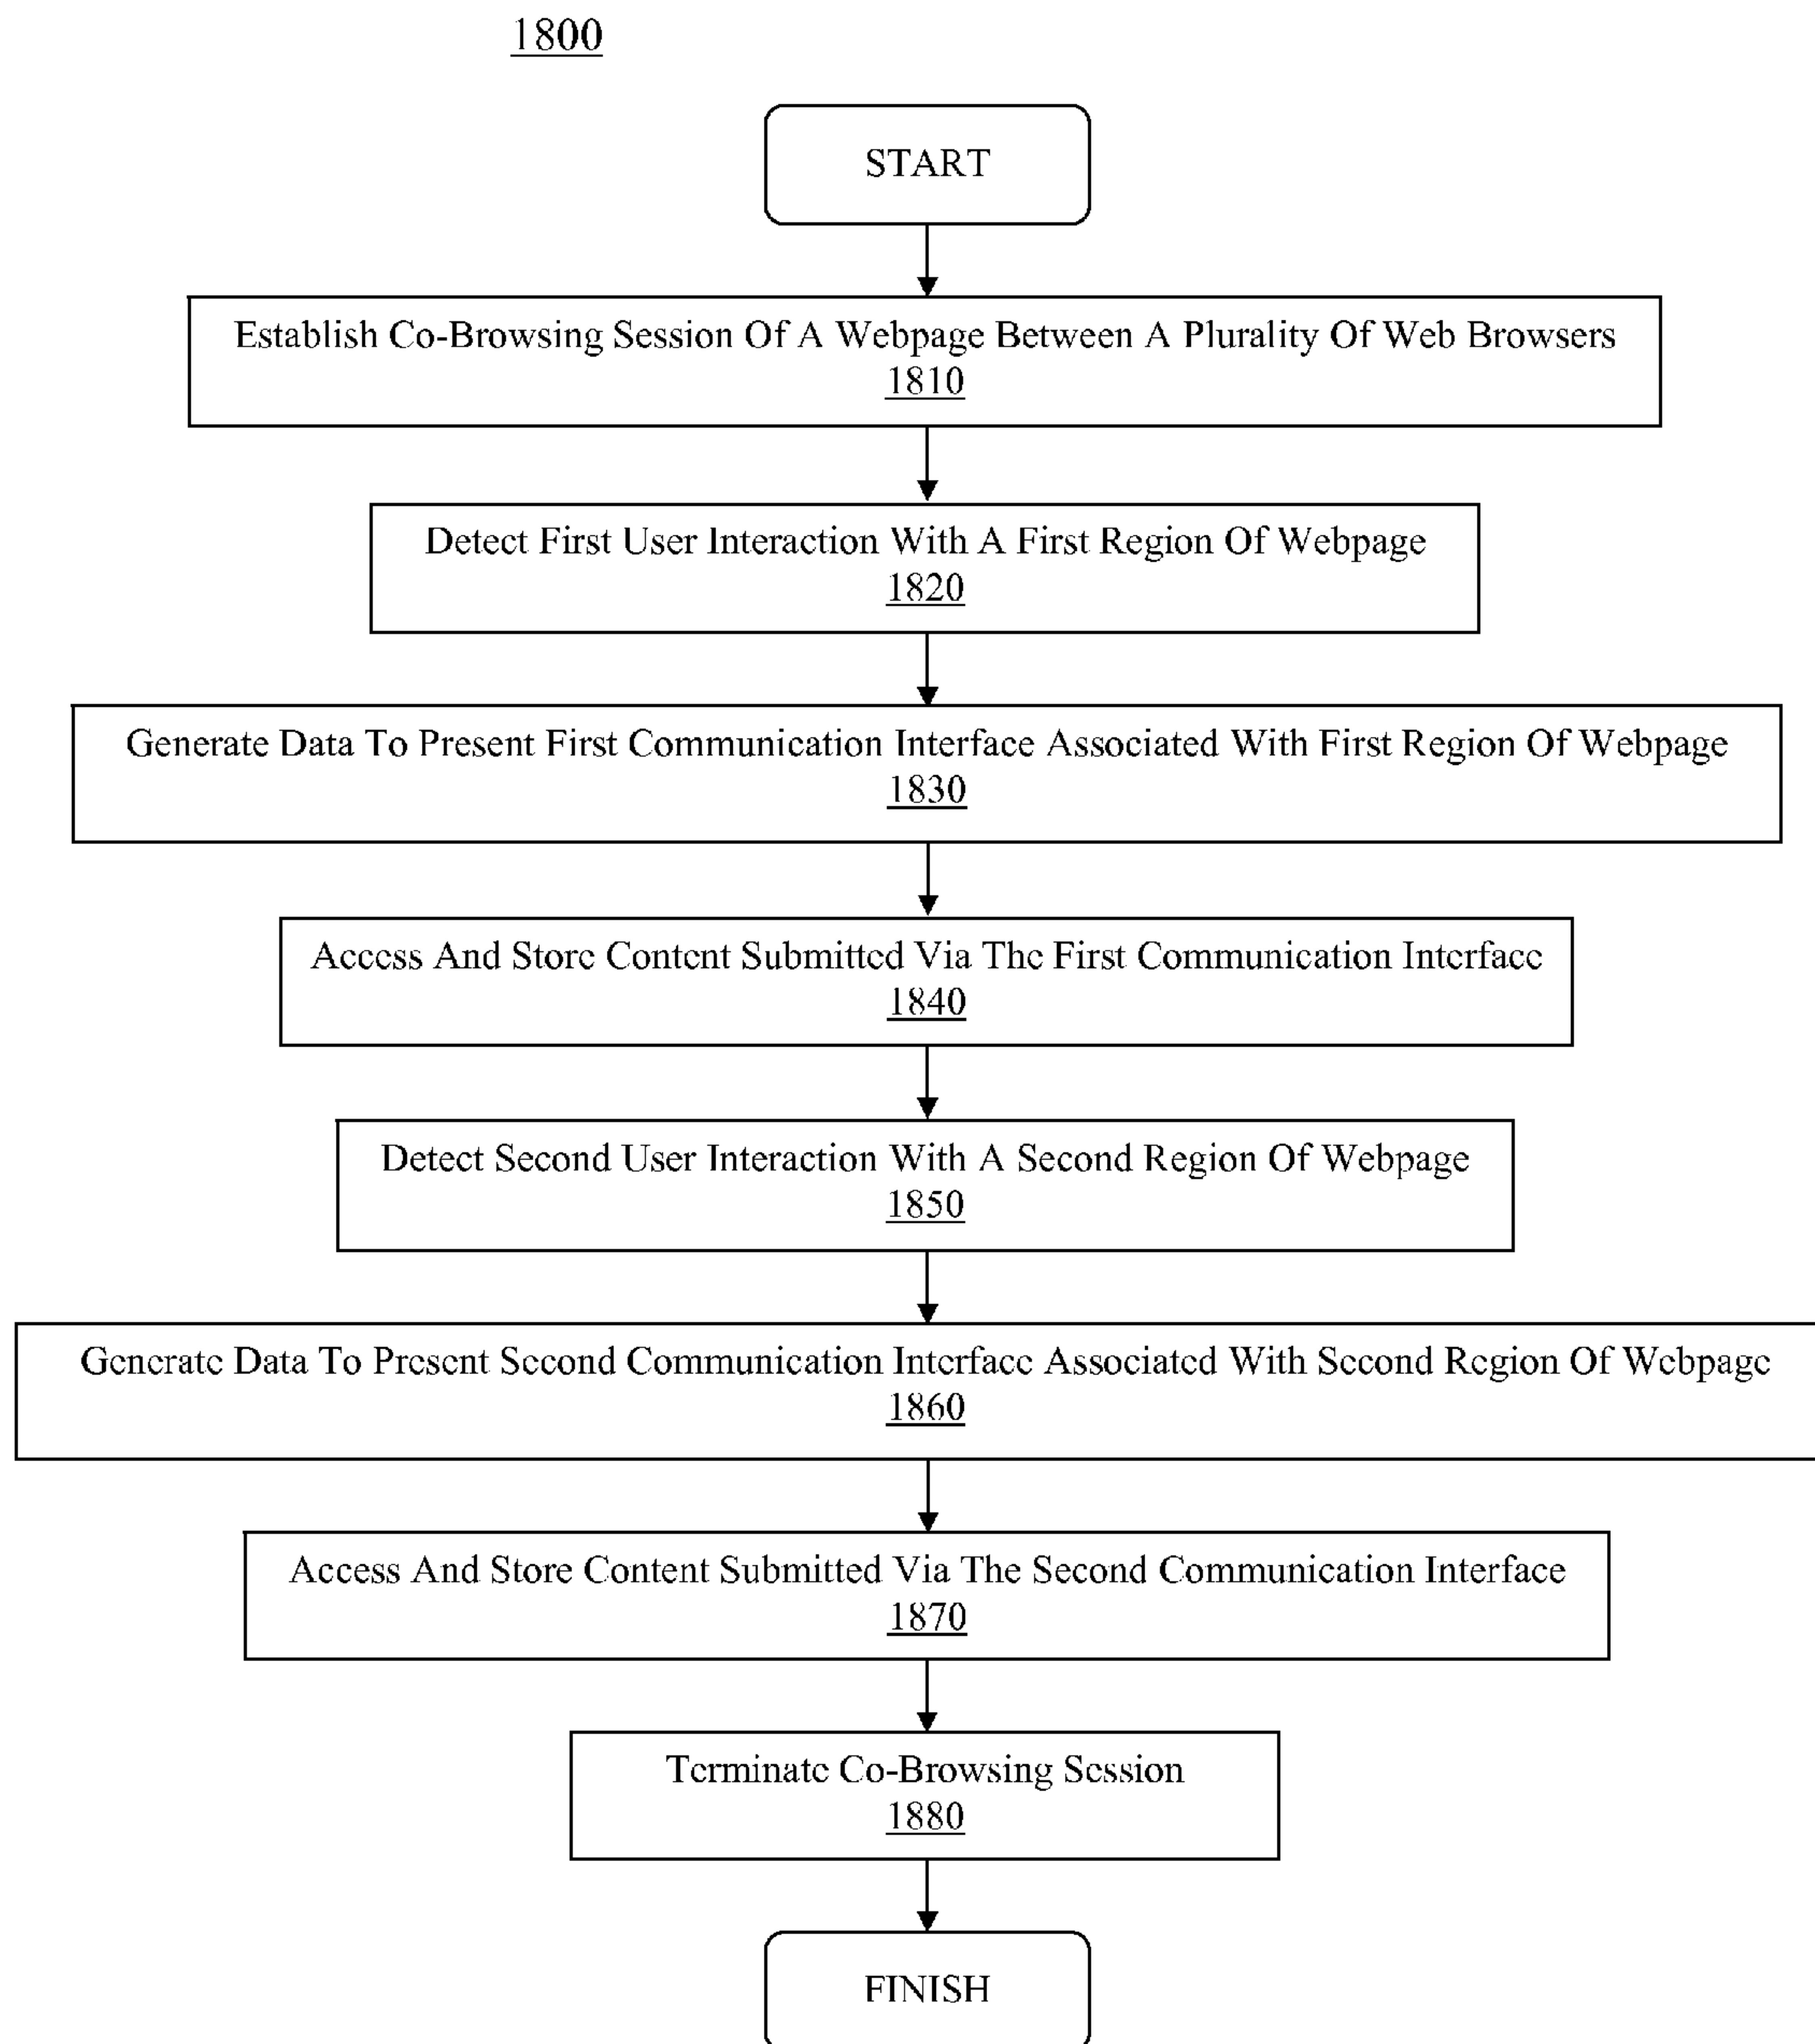 1800
START
Establish Co-Browsing Session Of A Webpage Between A Plurality Of Web Browsers
1810
Detect First User Interaction With A First Region Of Webpage
1820
Generate Data To Present First Communication Interface Associated With First Region Of Webpage
1830
Access And Store Content Submitted Via The First Communication Interface
1840
Detect Second User Interaction With A Second Region Of Webpage
1850
Generate Data To Present Second Communication Interface Associated With Second Region Of Webpage
1860
Access And Store Content Submitted Via The Second Communication Interface
1870
Terminate Co-Browsing Session
1880
FINISH